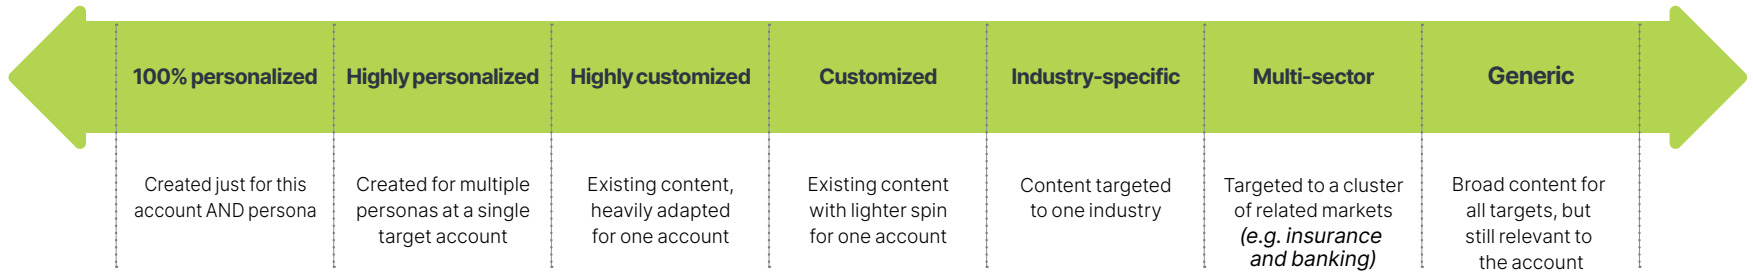 100% personalized
Highly personalized
Highly customized
Customized
Industry-specific
Multi-sector
Generic
Created just for this
account AND persona
Created for multiple
personas at a single
target account
Existing content,
heavily adapted
for one account
Existing content
with lighter spin
for one account
Content targeted
to one industry
Targeted to a cluster
of related markets
(e.g. insurance
and banking)
Broad content for
all targets, but
still relevant to
the account